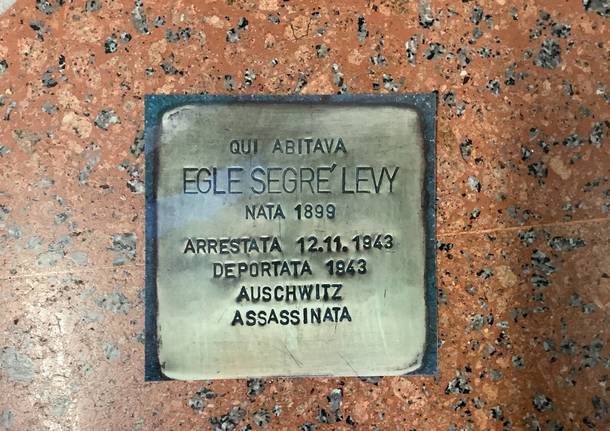 QUI ABITAVA
EGLE SEGRE´ LEVY
NATA 1899
ARRESTATA 12.11.1943
DEPORTATA 1943
AUSCHWITZ
ASSASSINATA